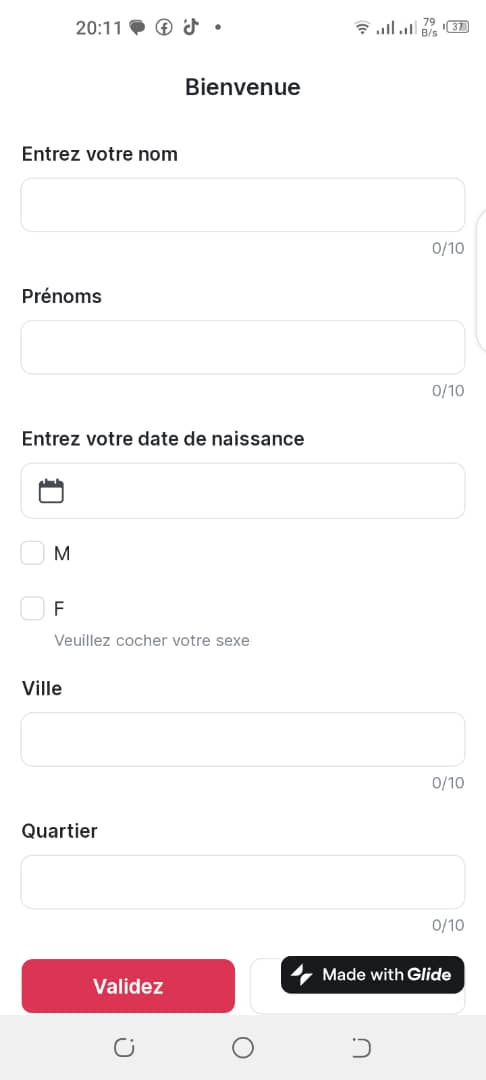 20:11
79
B/s
37
Bienvenue
Entrez votre nom
0/10
Prénoms
0/10
Entrez votre date de naissance
M
F
Veuillez cocher votre sexe
Ville
0/10
Quartier
0/10
Validez
Made with Glide